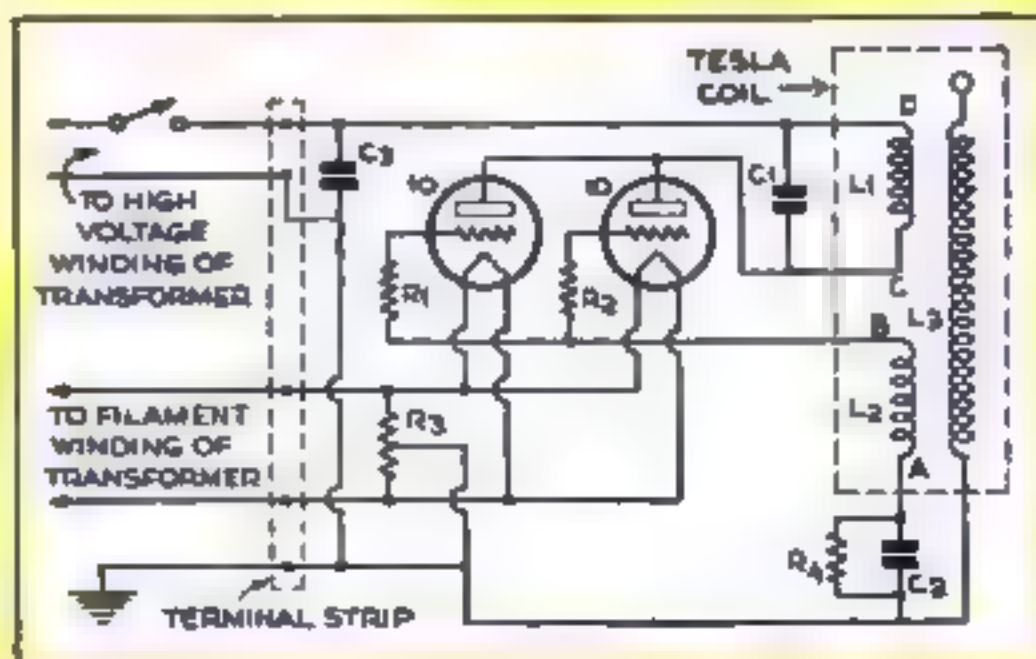 TESLA
COIL
D
C3
10
10
C1
L1
TO HIGH
VOLTAGE
WINDING OF
TRANSFORMER
R1
R2
C
L3
B
TO FILAMENT
WINDING OF
TRANSFORMER
R3
L2
A
R4
C2
TERMINAL STRIP